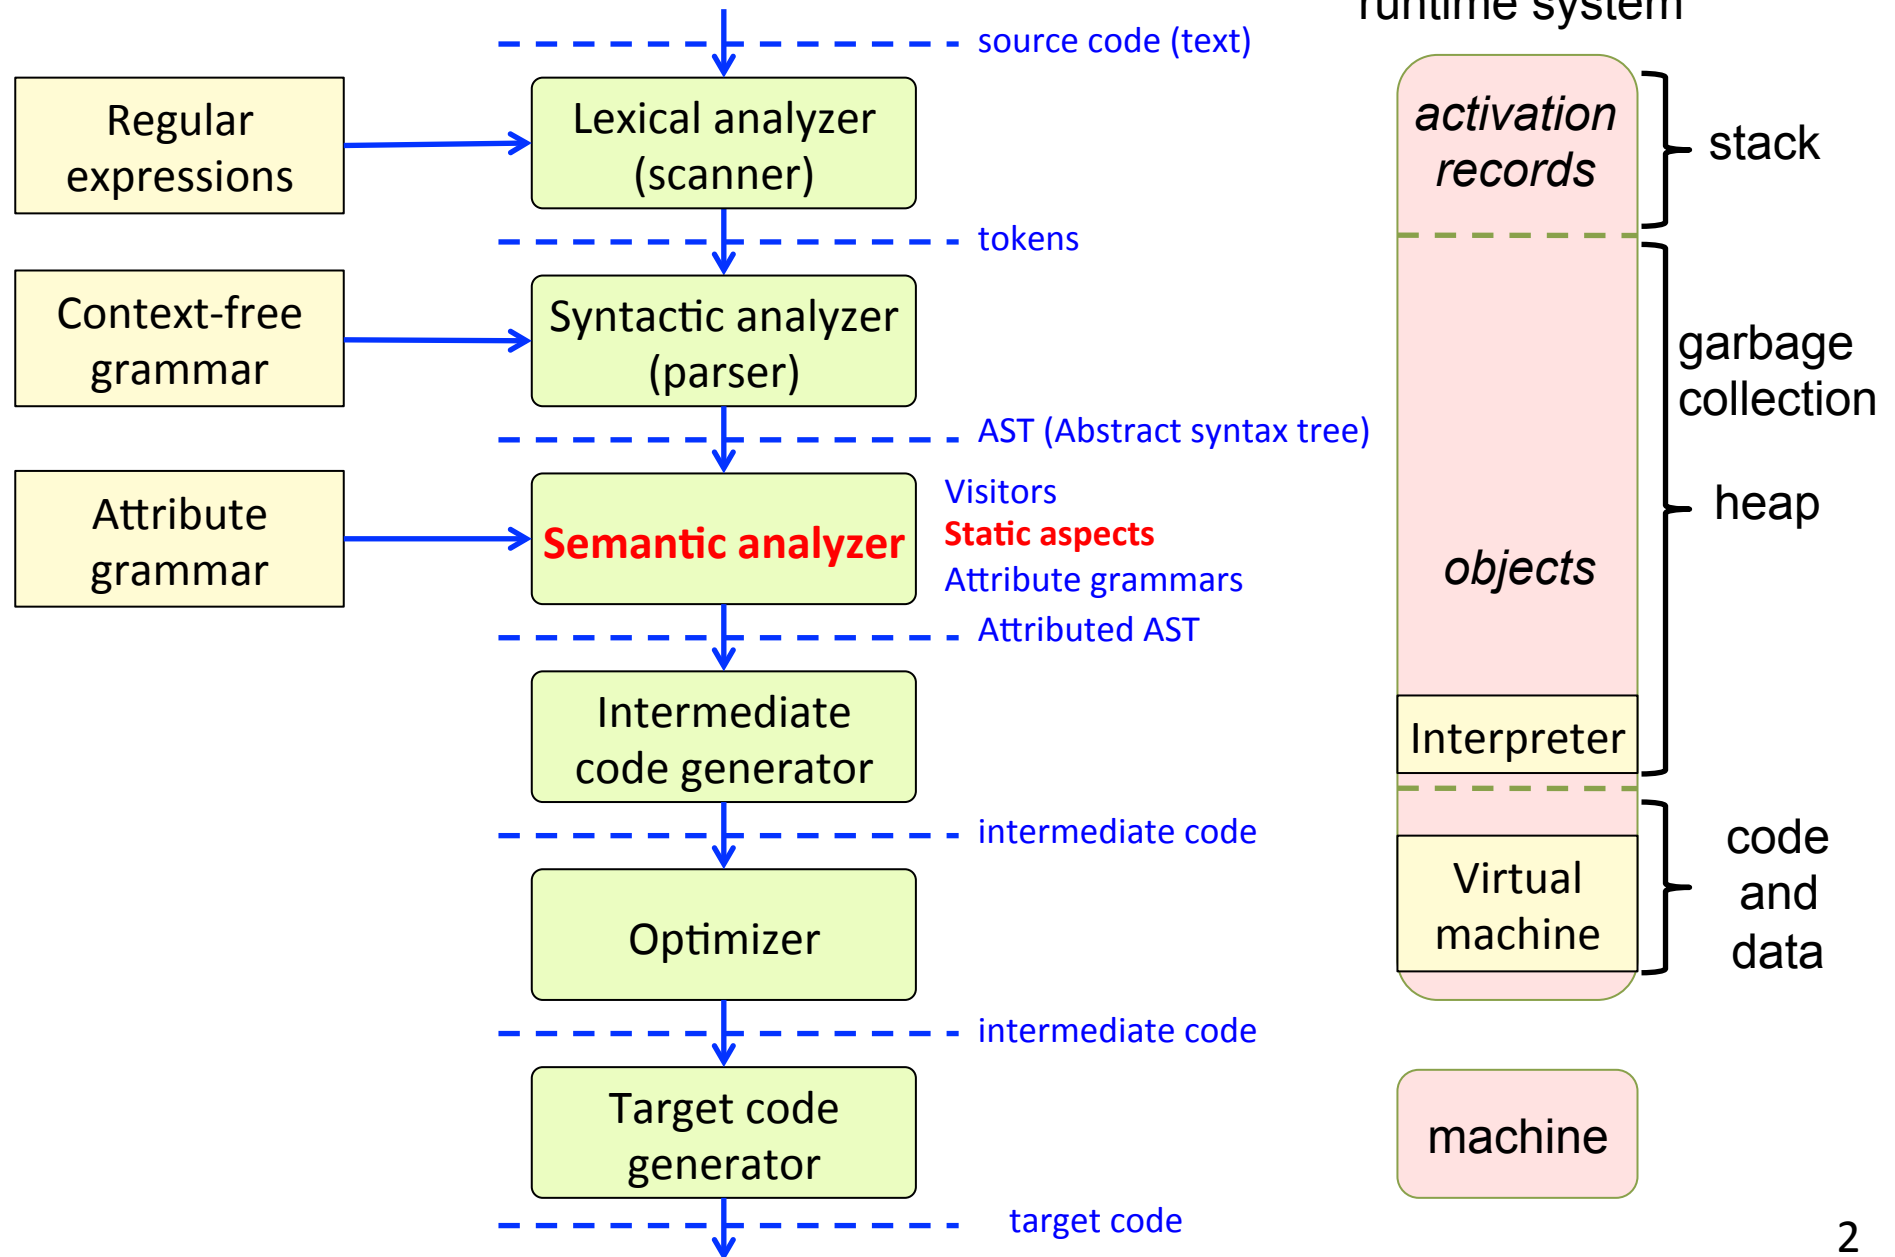 runtime system
source code (text)
Regular
expressions
Lexical analyzer
(scanner)
activation
records
stack
tokens
Context-free
grammar
Syntactic analyzer
(parser)
garbage
collection
AST (Abstract syntax tree)
Attribute
grammar
Semantic analyzer
Visitors
Static aspects
Attribute grammars
heap
objects
Attributed AST
Intermediate
code generator
Interpreter
intermediate code
Optimizer
Virtual
machine
code
and
data
intermediate code
Target code
generator
machine
target code
2